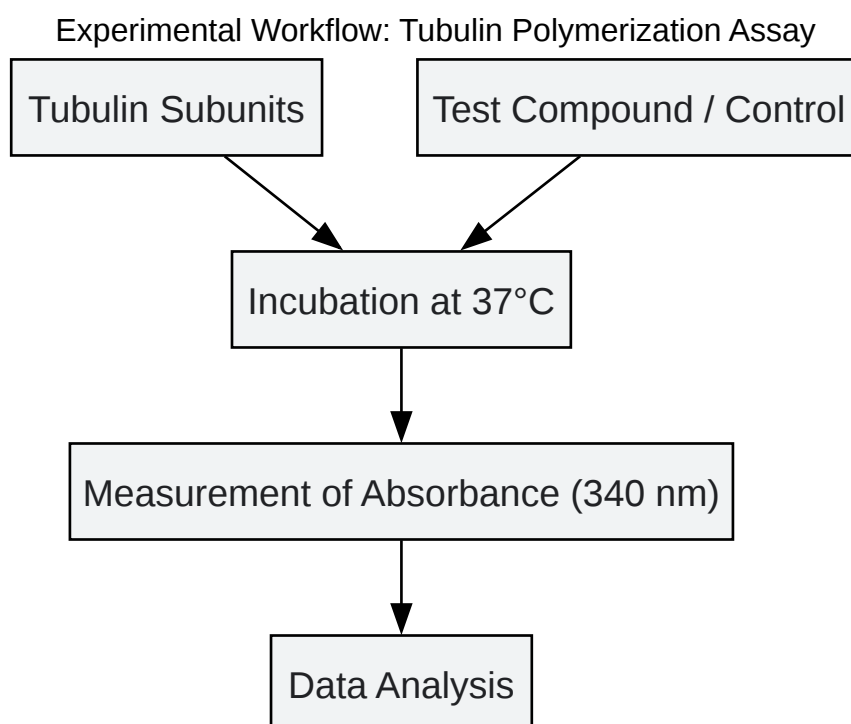 Experimental Workflow: Tubulin Polymerization Assay
Tubulin Subunits
Test Compound / Control
Incubation at 37°C
Measurement of Absorbance (340 nm)
Data Analysis